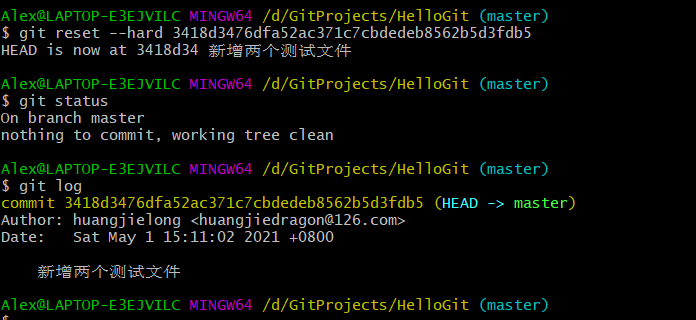 Alex@LAPTOP-E3EJVILC MINGW64 /d/GitProjects/HelloGit (master)
$ git reset --hard 3418d3476dfa52ac371c7cbdedeb8562b5d3fdb5
HEAD is now at 3418d34 新增两个测试文件
Alex@LAPTOP-E3EJVILC MINGW64 /d/GitProjects/HelloGit (master)
$ git status
On branch master
nothing to commit, working tree clean
Alex@LAPTOP-E3EJVILC MINGW64 /d/GitProjects/HelloGit (master)
$ git log
commit 3418d3476dfa52ac371c7cbdedeb8562b5d3fdb5 (HEAD -> master)
Author: huangjielong <huangjiedragon@126.com>
Date:   Sat May 1 15:11:02 2021 +0800
新增两个测试文件
Alex@LAPTOP-E3EJVILC MINGW64 /d/GitProjects/HelloGit (master)
$